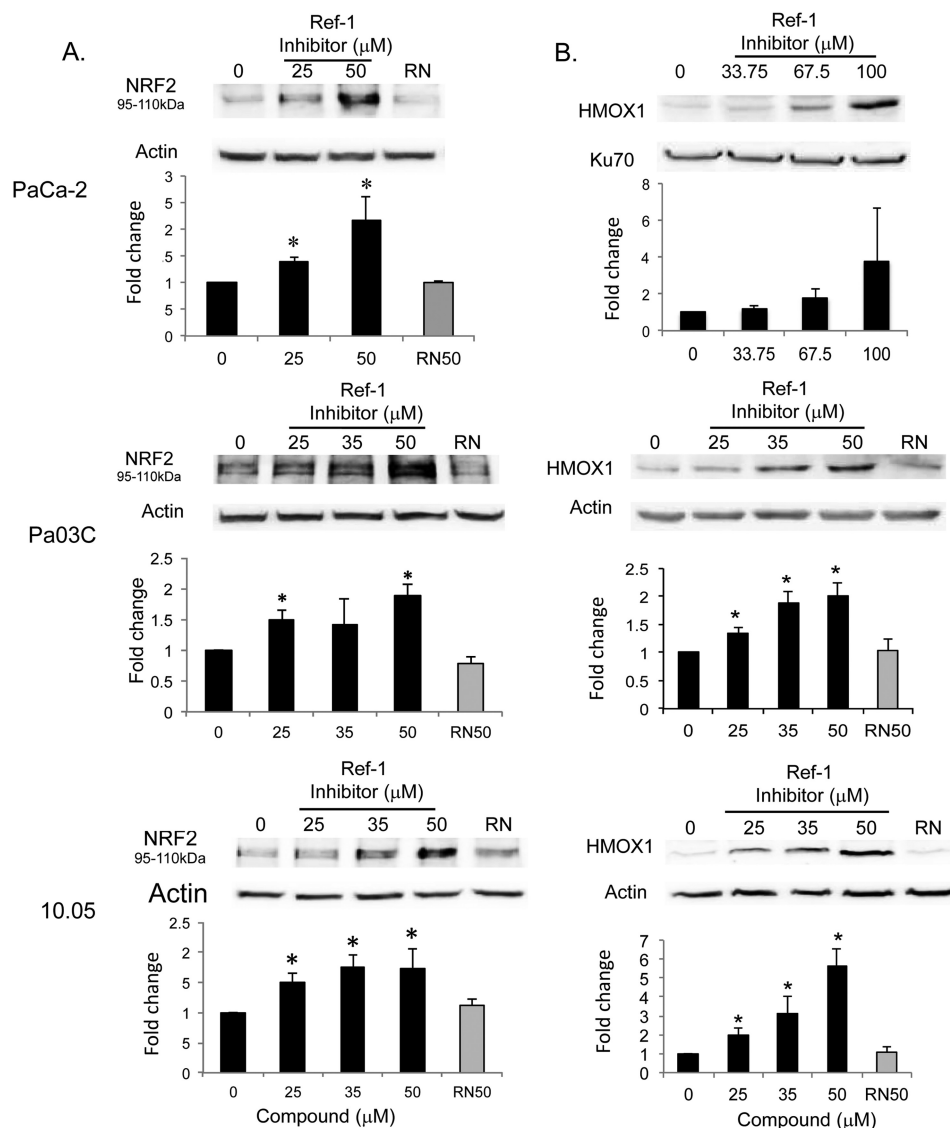 A.
Ref-1
Inhibitor (μM)
0 25 50 RN
NRF2
95-110kDa
Actin
PaCa-2
Fold change
3
5
2
.5
1
5
0
* *
0 25 50 RN50
B.
Ref-1
Inhibitor (μM)
0 33.75 67.5 100
HMOX1
Ku70
Fold change
8
6
4
2
0
0 33.75 67.5 100
Ref-1
Inhibitor (μM)
0 25 35 50 RN
NRF2
95-110kDa
Actin
Pa03C
Fold change
2.5
2
1.5
1
0.5
0
* *
0 25 35 50 RN50
Ref-1
Inhibitor (μM)
0 25 35 50 RN
HMOX1
Actin
Fold change
2.5
2
1.5
1
0.5
0
* * *
0 25 35 50 RN50
Ref-1
Inhibitor (μM)
0 25 35 50 RN
NRF2
95-110kDa
Actin
10.05
Fold change
2.5
2
5
1
5
0
* * *
0 25 35 50 RN50
Compound (μM)
Ref-1
Inhibitor (μM)
0 25 35 50 RN
HMOX1
Actin
Fold change
7
6
5
4
3
2
1
0
* * *
0 25 35 50 RN50
Compound (μM)